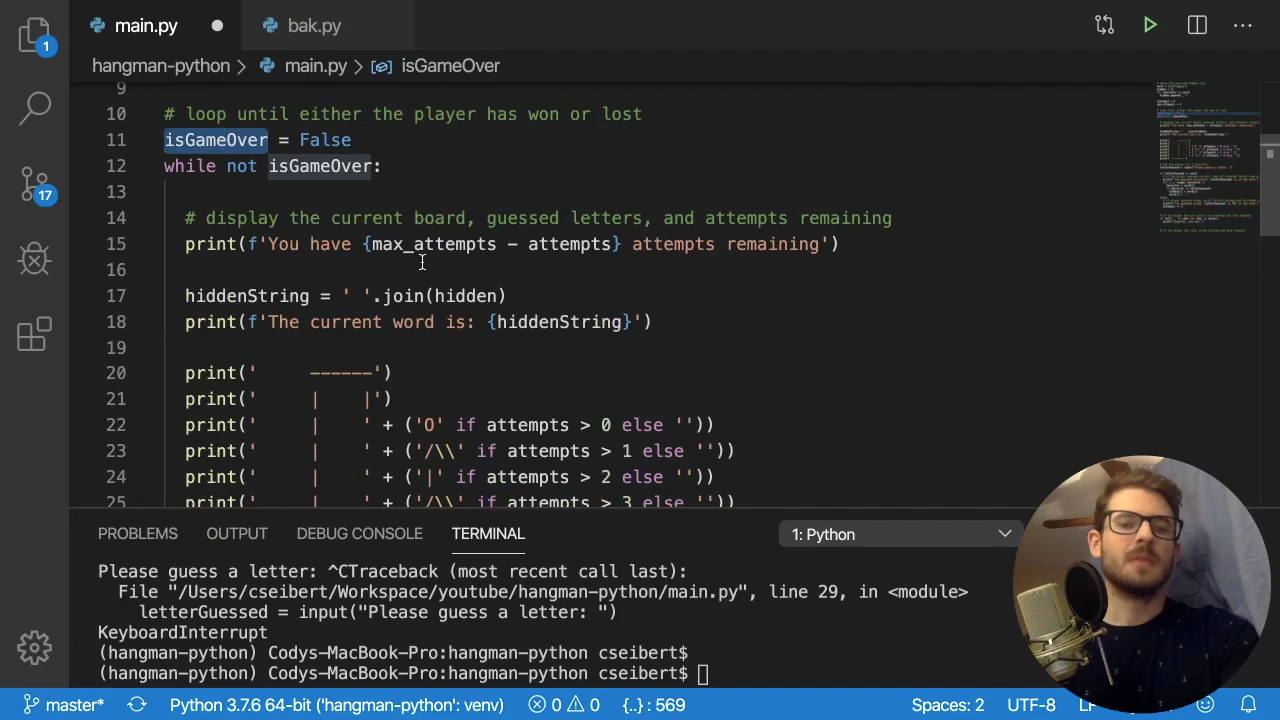 main.py
bak.py
1
hangman-python > main.py > isGameOver
9
10 # loop until either the player has won or lost
11 isGameOver = False
12 while not isGameOver:
13
14 # display the current board, guessed letters, and attempts remaining
15 print(f'You have {max_attempts - attempts} attempts remaining')
16
17 hiddenString = ' '.join(hidden)
18 print(f'The current word is: {hiddenString}')
19
20 print('     ------')
21 print('     |    |')
22 print('     |    ' + ('O' if attempts > 0 else ''))
23 print('     |    ' + ('/\\' if attempts > 1 else ''))
24 print('     |    ' + ('|' if attempts > 2 else ''))
25 print('     |    ' + ('/\\' if attempts > 3 else ''))
17
PROBLEMS OUTPUT DEBUG CONSOLE TERMINAL 1: Python
Please guess a letter: ^CTraceback (most recent call last):
File "/Users/cseibert/Workspace/youtube/hangman-python/main.py", line 29, in <module>
letterGuessed = input("Please guess a letter: ")
KeyboardInterrupt
(hangman-python) Codys-MacBook-Pro:hangman-python cseibert$
(hangman-python) Codys-MacBook-Pro:hangman-python cseibert$
master* Python 3.7.6 64-bit ('hangman-python': venv) 0 0 {..} : 569 Spaces: 2 UTF-8